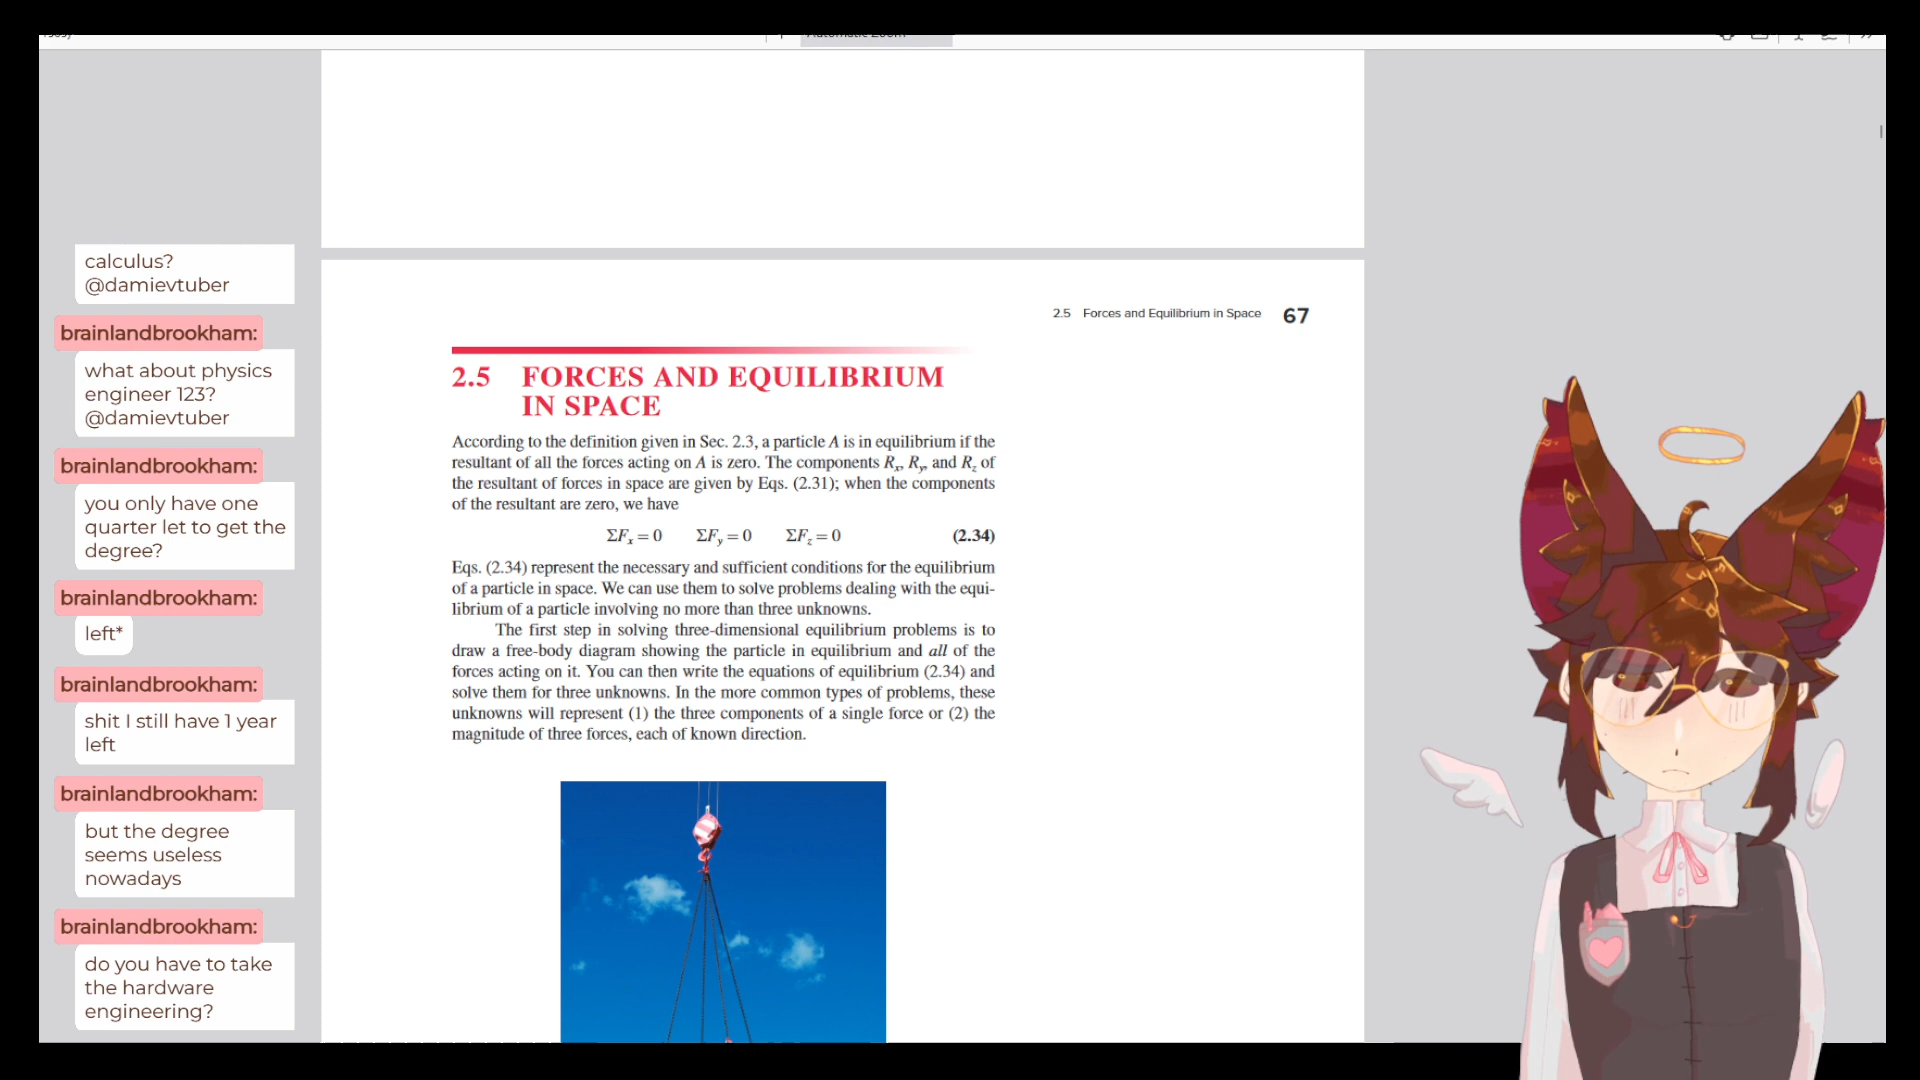 Automatic Zoom
calculus?
@damievtuber
brainlandbrookham:
what about physics
engineer 123?
@damievtuber
brainlandbrookham:
you only have one
quarter let to get the
degree?
brainlandbrookham:
left*
brainlandbrookham:
shit I still have 1 year
left
brainlandbrookham:
but the degree
seems useless
nowadays
brainlandbrookham:
do you have to take
the hardware
engineering?
2.5 Forces and Equilibrium in Space 67
2.5 FORCES AND EQUILIBRIUM
IN SPACE
According to the definition given in Sec. 2.3, a particle A is in equilibrium if the
resultant of all the forces acting on A is zero. The components Rx, Ry, and Rz of
the resultant of forces in space are given by Eqs. (2.31); when the components
of the resultant are zero, we have
ΣFx = 0 ΣFy = 0 ΣFz = 0 (2.34)
Eqs. (2.34) represent the necessary and sufficient conditions for the equilibrium
of a particle in space. We can use them to solve problems dealing with the equi-
librium of a particle involving no more than three unknowns.
The first step in solving three-dimensional equilibrium problems is to
draw a free-body diagram showing the particle in equilibrium and all of the
forces acting on it. You can then write the equations of equilibrium (2.34) and
solve them for three unknowns. In the more common types of problems, these
unknowns will represent (1) the three components of a single force or (2) the
magnitude of three forces, each of known direction.